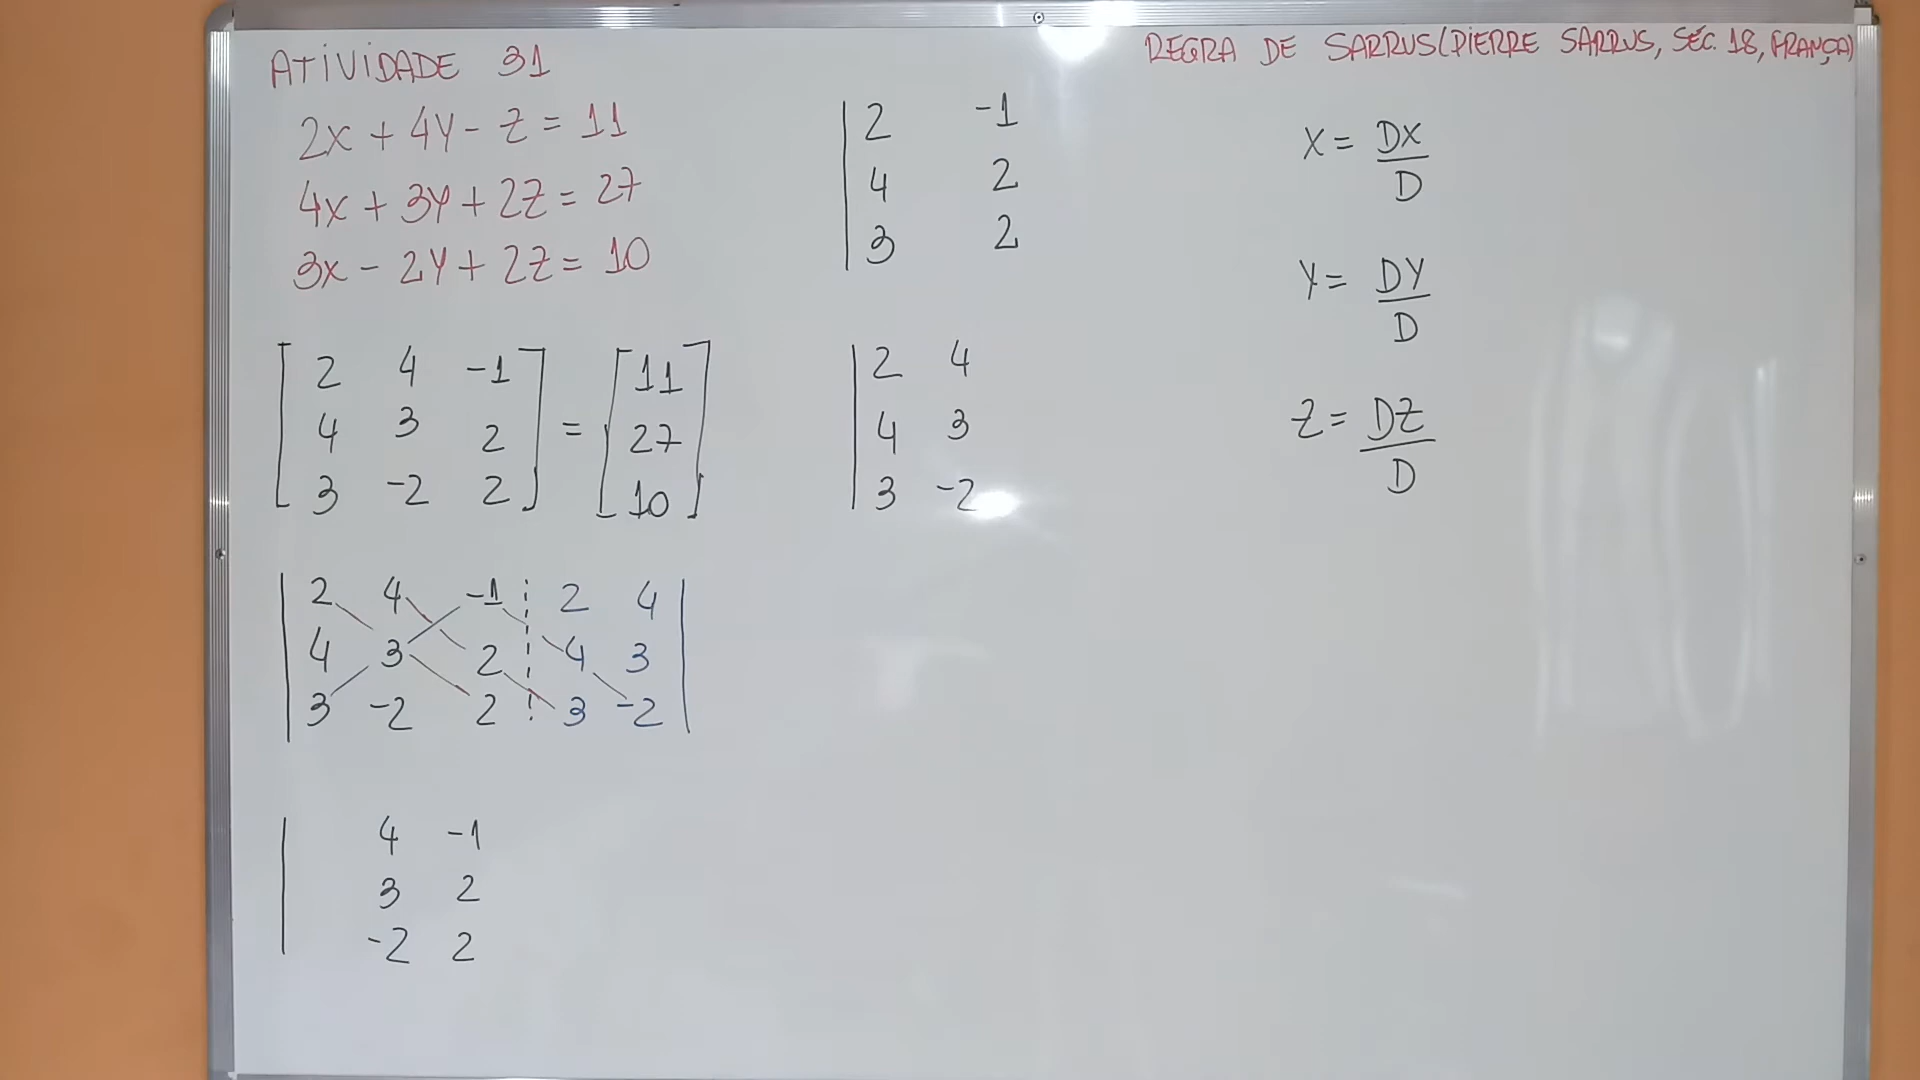 ATIVIDADE 31
2x + 4y - z = 11
4x + 3y + 2z = 27
3x - 2y + 2z = 10
[ 2 4 -1 ] = [ 11 ]
[ 4 3 2 ] [ 27 ]
[ 3 -2 2 ] [ 10 ]
| 2 4 -1 ¦ 2 4 |
| 4 3 2 ¦ 4 3 |
| 3 -2 2 ¦ 3 -2 |
| 4 -1
| 3 2
| -2 2
| 2 -1
| 4 2
| 3 2
| 2 4
| 4 3
| 3 -2
REGRA DE SARRUS (PIERRE SARRUS, SÉC. 18, FRANÇA)
X = DX
D
Y = DY
D
Z = DZ
D